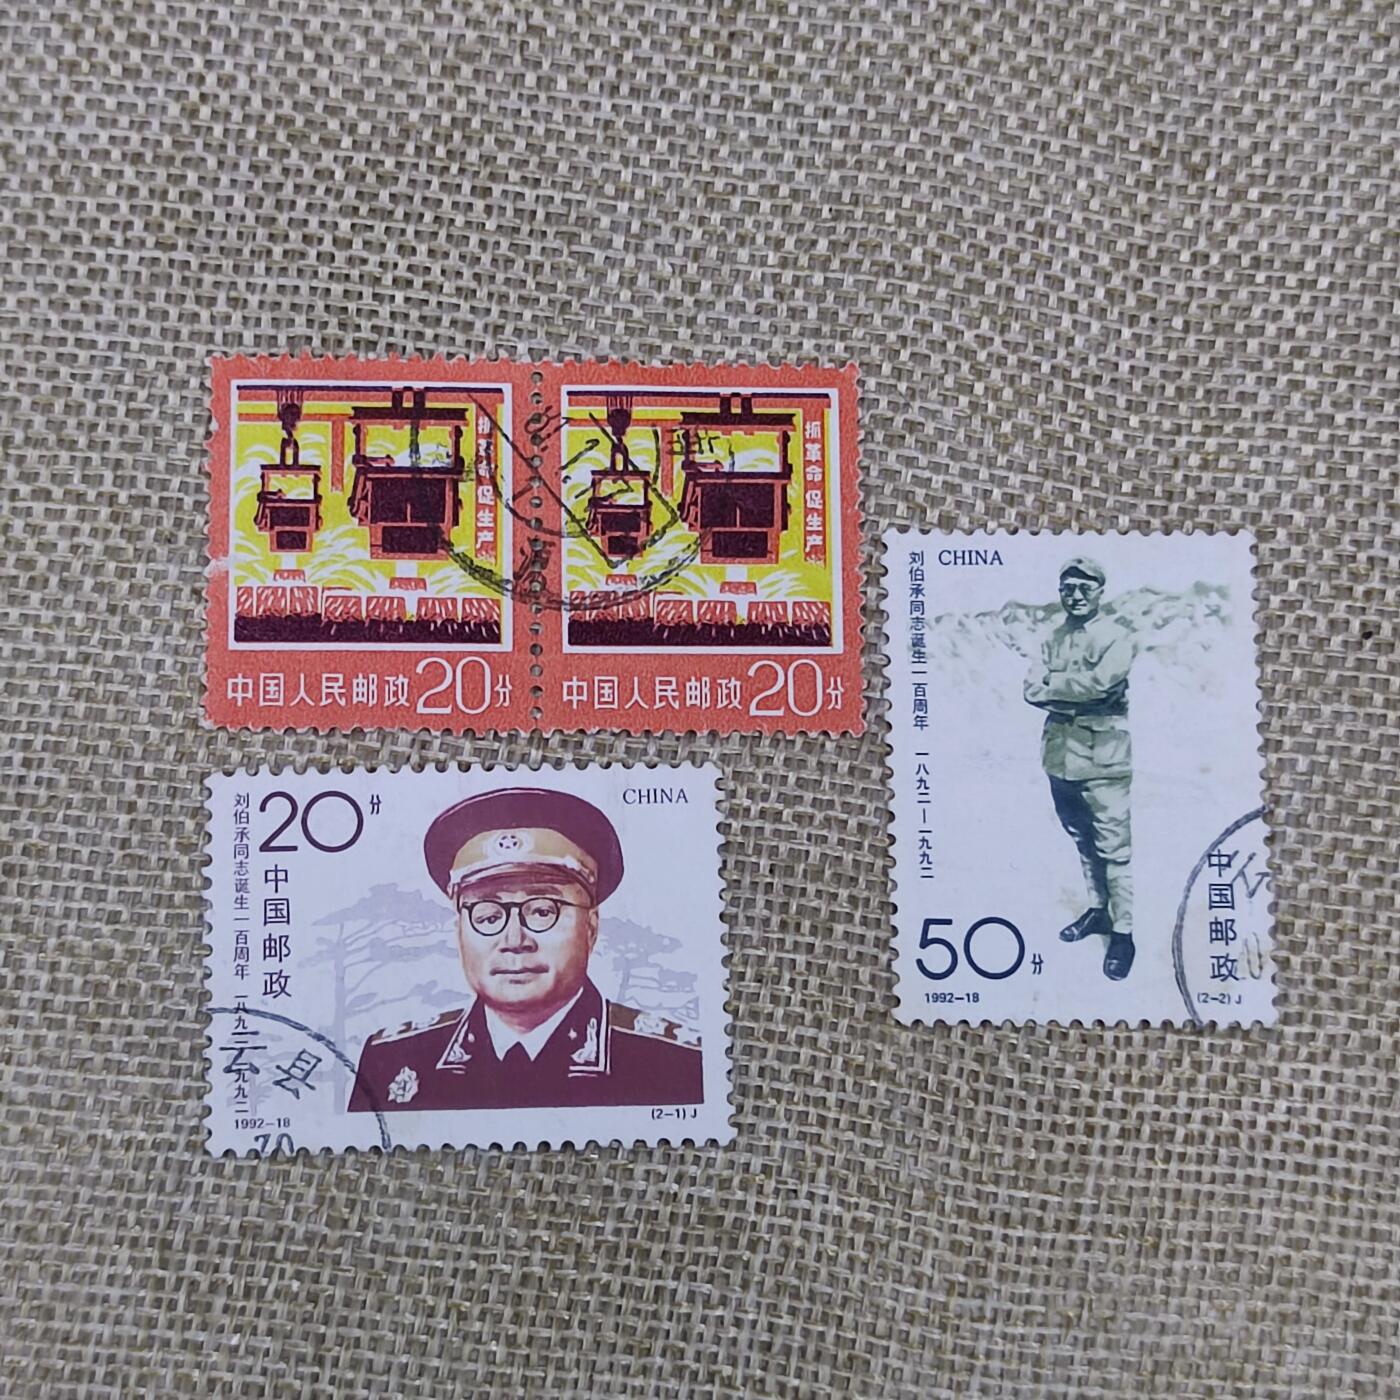 抓革命促生产
中国人民邮政20分
抓革命促生产
中国人民邮政20分
刘伯承同志诞生一百周年 一八九二—一九九二
CHINA
50分
中国邮政
1992-18
(2-2)J
刘伯承同志诞生一百周年 一八九二—一九九二
20分
中国邮政
CHINA
1992-18
(2-1)J